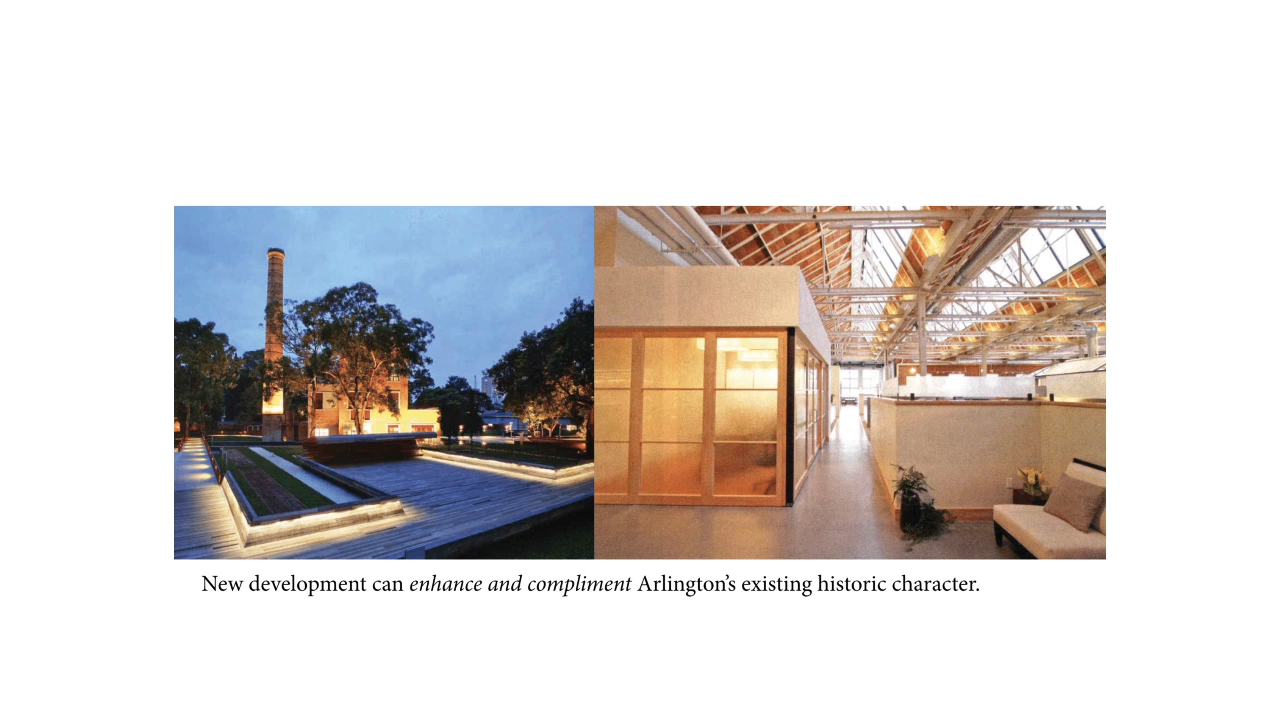 New development can enhance and compliment Arlington’s existing historic character.